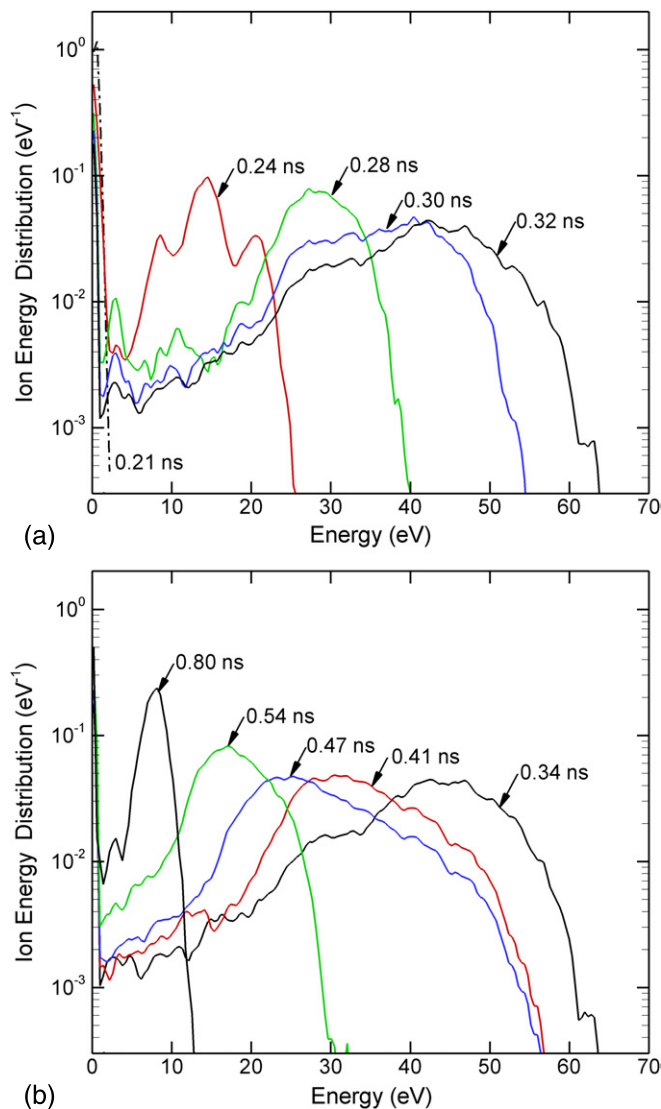 10⁰
10⁻¹
10⁻²
10⁻³
Ion Energy Distribution (eV⁻¹)
0.24 ns
0.28 ns
0.30 ns
0.32 ns
0.21 ns
0 10 20 30 40 50 60 70
Energy (eV)
(a)
10⁰
10⁻¹
10⁻²
10⁻³
Ion Energy Distribution (eV⁻¹)
0.80 ns
0.54 ns
0.47 ns
0.41 ns
0.34 ns
0 10 20 30 40 50 60 70
Energy (eV)
(b)